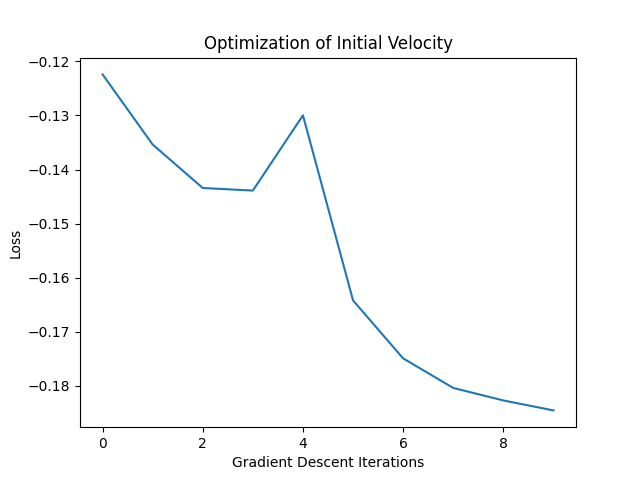 Optimization of Initial Velocity
−0.12
−0.13
−0.14
−0.15
−0.16
−0.17
−0.18
Loss
0 2 4 6 8
Gradient Descent Iterations